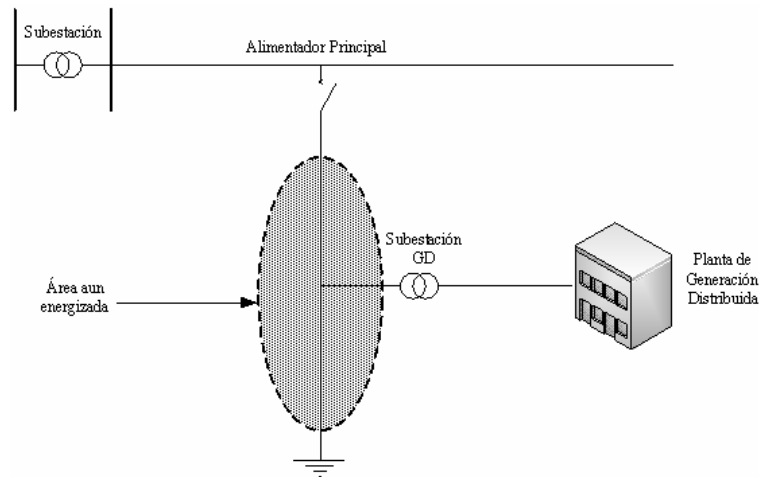 Subestación
Alimentador Principal
Subestación
GD
Planta de
Generación
Distribuida
Área aun
energizada